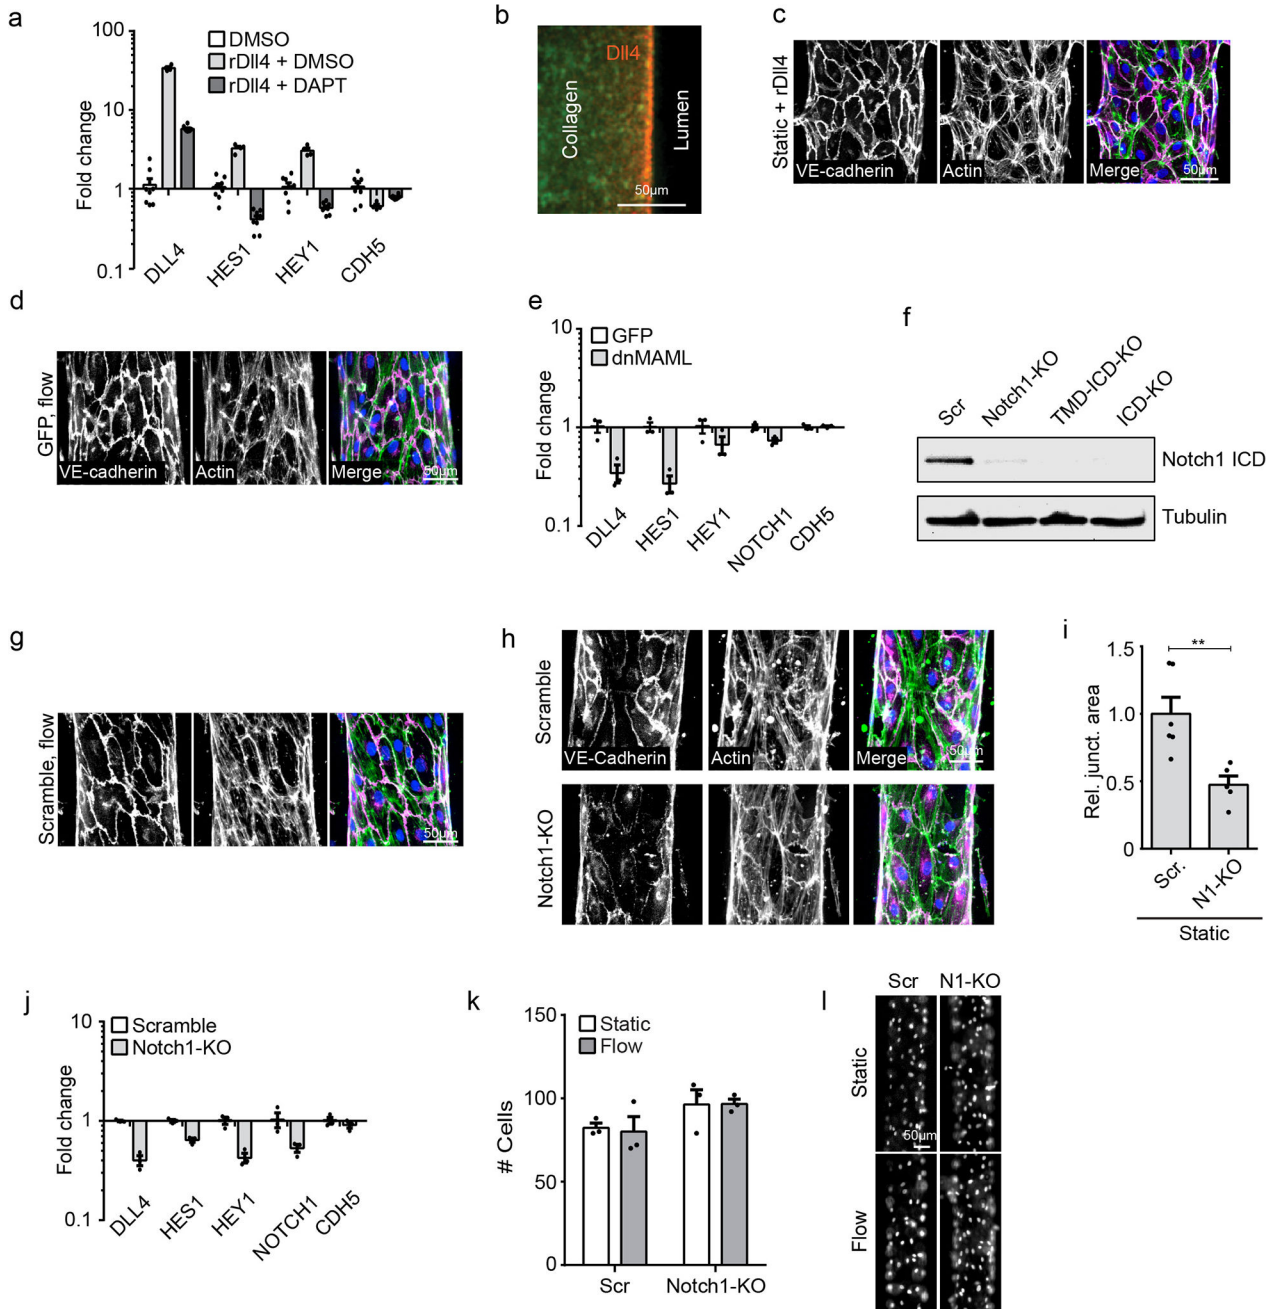 a
100
10
1
0.1
Fold change
DMSO
rDll4 + DMSO
rDll4 + DAPT
DLL4
HES1
HEY1
CDH5
b
Collagen
Dll4
Lumen
50µm
c
Static + rDll4
VE-cadherin
Actin
Merge
50µm
d
GFP, flow
VE-cadherin
Actin
Merge
50µm
e
10
1
0.1
Fold change
GFP
dnMAML
DLL4
HES1
HEY1
NOTCH1
CDH5
f
Scr
Notch1-KO
TMD-ICD-KO
ICD-KO
Notch1 ICD
Tubulin
g
Scramble, flow
50µm
h
Scramble
VE-Cadherin
Actin
Merge
50µm
Notch1-KO
i
1.5
1.0
0.5
0
Rel. junct. area
**
Scr.
N1-KO
Static
j
10
1
0.1
Fold change
Scramble
Notch1-KO
DLL4
HES1
HEY1
NOTCH1
CDH5
k
150
100
50
0
# Cells
Static
Flow
Scr
Notch1-KO
l
Scr
N1-KO
Static
50µm
Flow